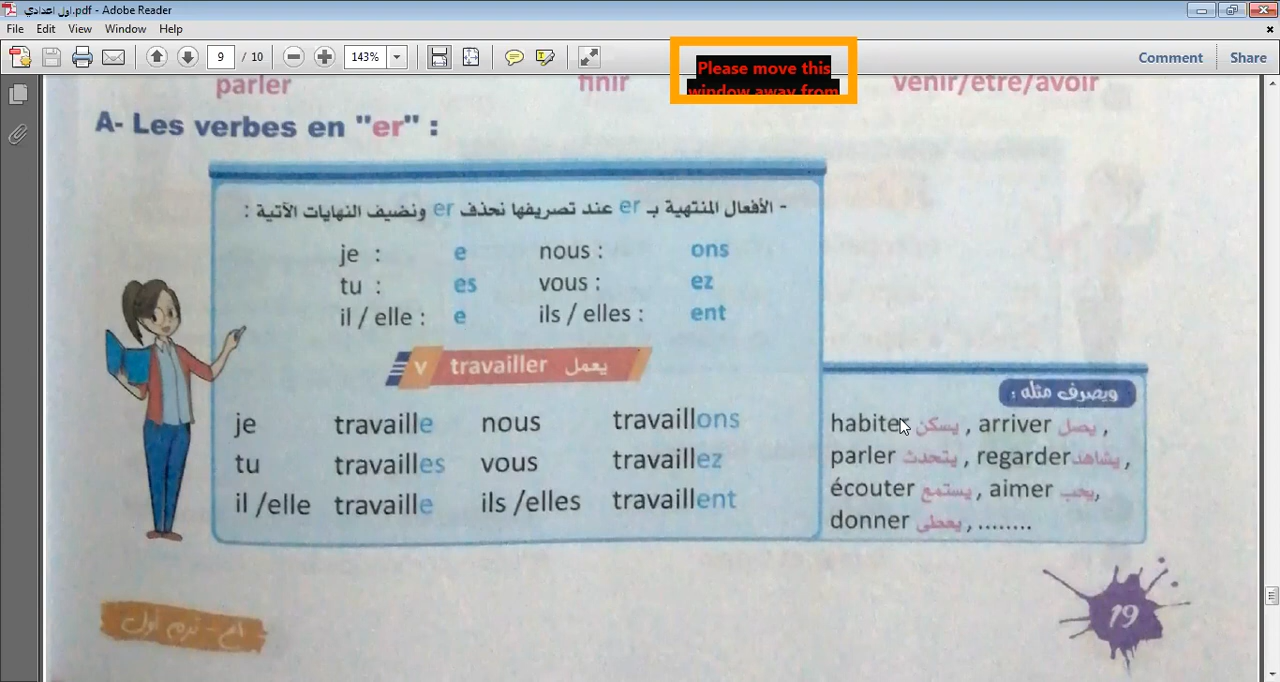 اول اعدادي.pdf - Adobe Reader
File Edit View Window Help
9 / 10 143% Comment Share
Please move this
window away from
parler finir venir/etre/avoir
A- Les verbes en "er" :
- الأفعال المنتهية بـ er عند تصريفها نحذف er ونضيف النهايات الآتية :
je : e nous : ons
tu : es vous : ez
il / elle : e ils / elles : ent
v travailler يعمل
je travaille nous travaillons
tu travailles vous travaillez
il /elle travaille ils /elles travaillent
ويصرف مثله :
habiter يسكن , arriver يصل ,
parler يتحدث , regarder يشاهد ,
écouter يستمع , aimer يحب,
donner يعطى , ........
ا ع - ترم أول
19